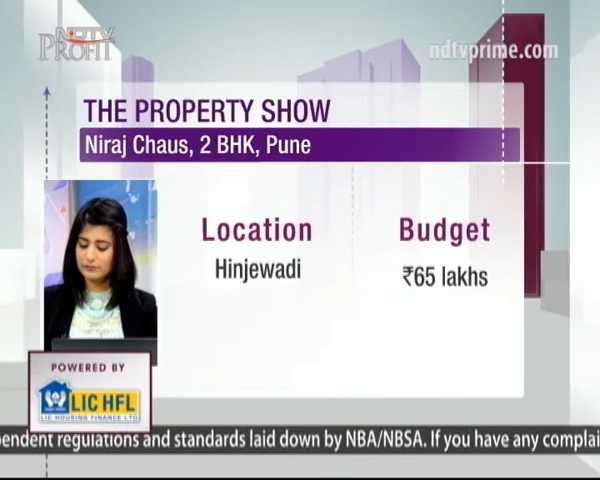 NDTV
PROFIT
ndtvprime.com
THE PROPERTY SHOW
Niraj Chaus, 2 BHK, Pune
Location
Budget
Hinjewadi
₹65 lakhs
POWERED BY
LIC HFL
LIC HOUSING FINANCE LTD
pendent regulations and standards laid down by NBA/NBSA. If you have any complai